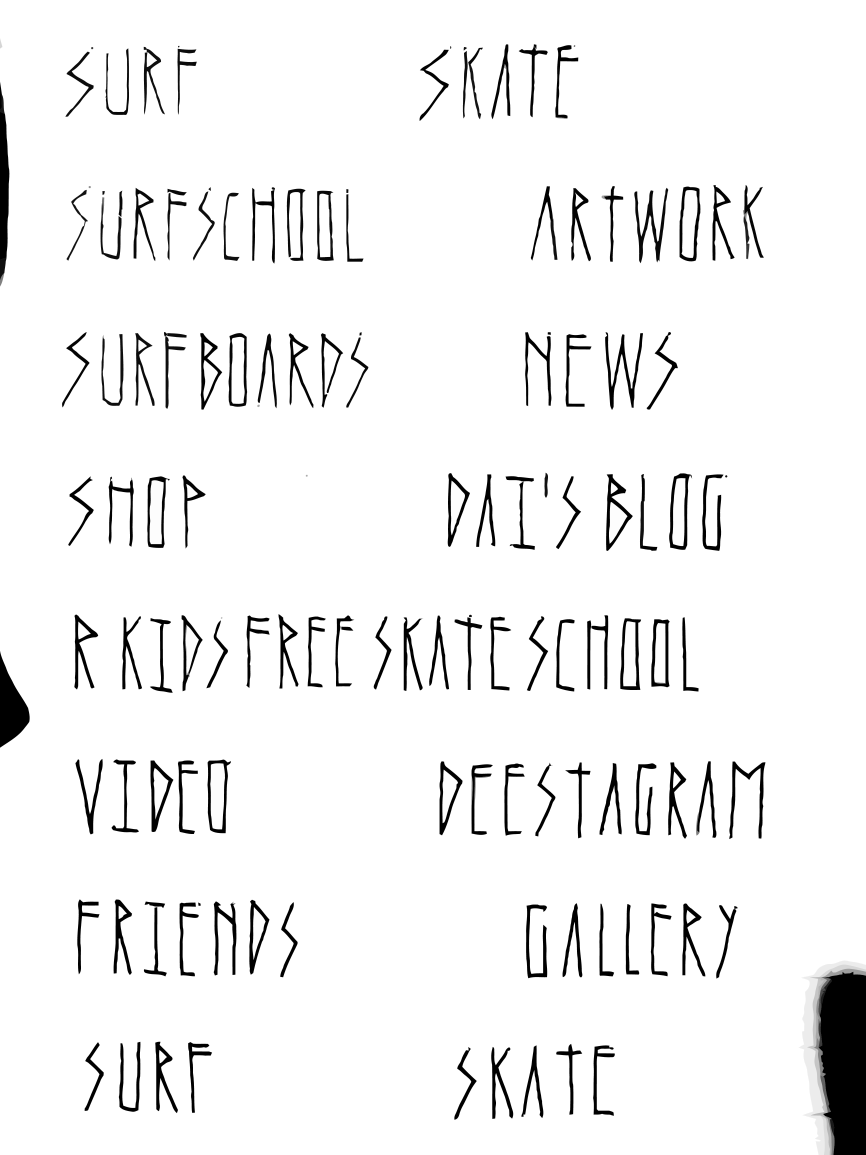 SURF SKATE
SURFSCHOOL ARTWORK
SURFBOARDS NEWS
SHOP DAI'S BLOG
R KIDS FREE SKATE SCHOOL
VIDEO DEESTAGRAM
FRIENDS GALLERY
SURF SKATE